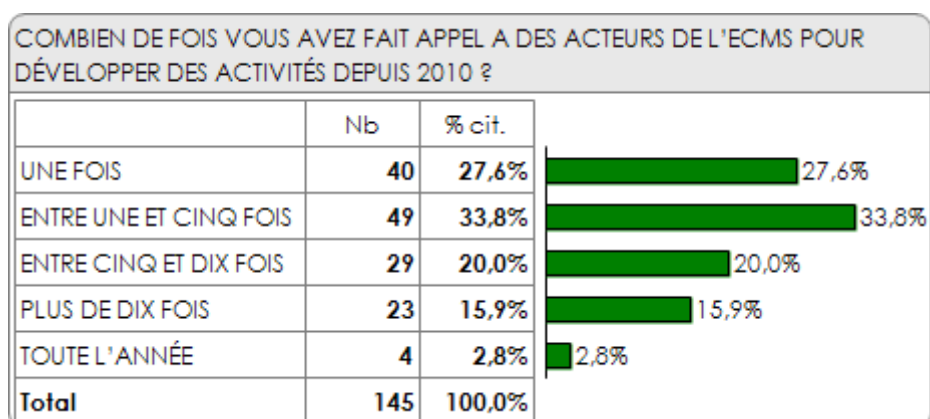 COMBIEN DE FOIS VOUS AVEZ FAIT APPEL A DES ACTEURS DE L'ECMS POUR
DÉVELOPPER DES ACTIVITÉS DEPUIS 2010 ?
Nb % cit.
UNE FOIS 40 27,6% 27,6%
ENTRE UNE ET CINQ FOIS 49 33,8% 33,8%
ENTRE CINQ ET DIX FOIS 29 20,0% 20,0%
PLUS DE DIX FOIS 23 15,9% 15,9%
TOUTE L'ANNÉE 4 2,8% 2,8%
Total 145 100,0%